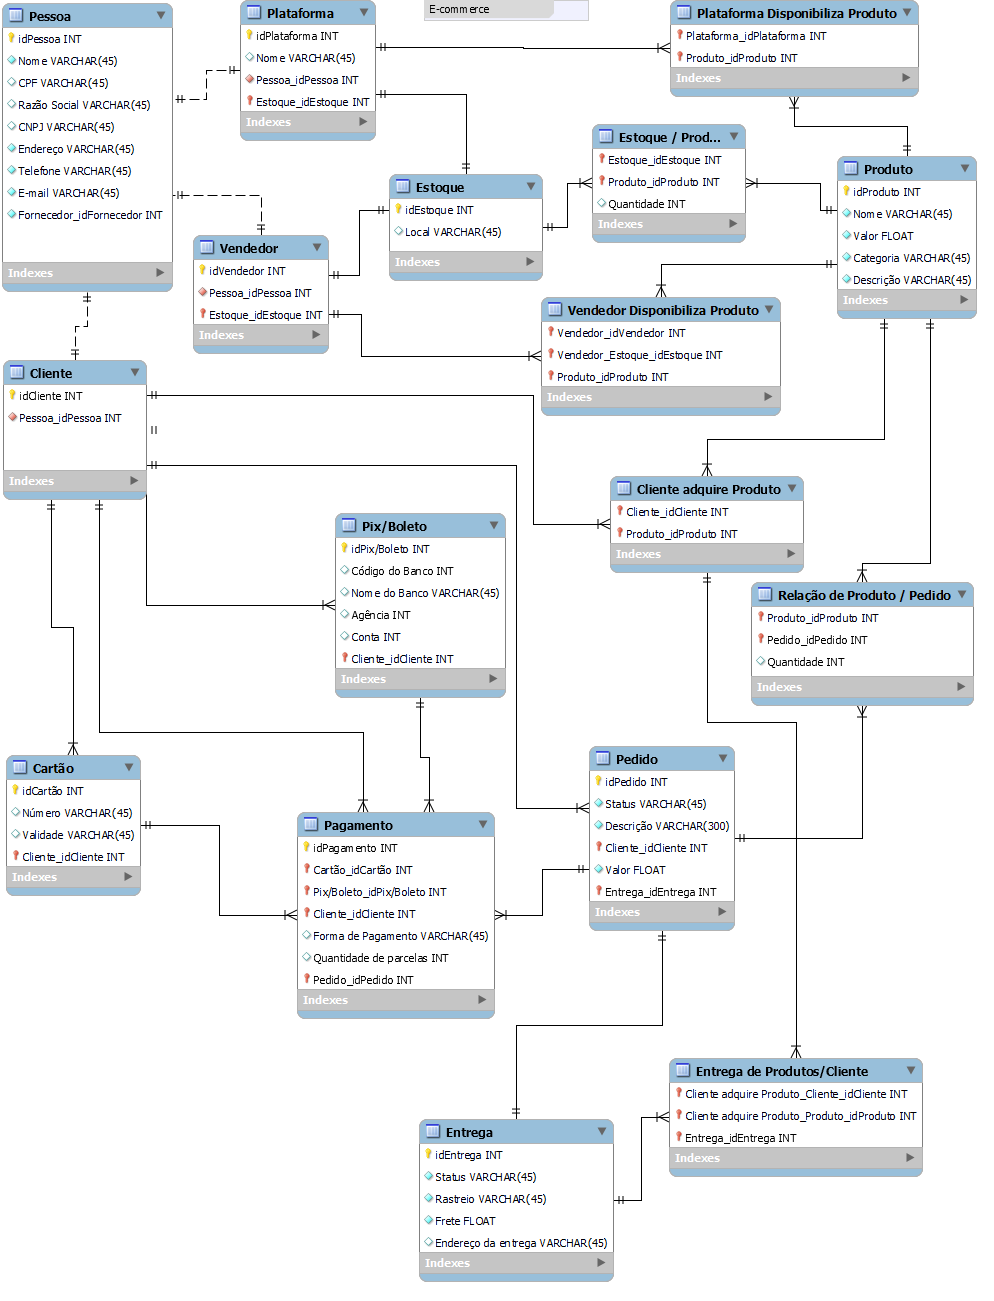 E-commerce
Pessoa
idPessoa INT
Nome VARCHAR(45)
CPF VARCHAR(45)
Razão Social VARCHAR(45)
CNPJ VARCHAR(45)
Endereço VARCHAR(45)
Telefone VARCHAR(45)
E-mail VARCHAR(45)
Fornecedor_idFornecedor INT
Indexes
Plataforma
idPlataforma INT
Nome VARCHAR(45)
Pessoa_idPessoa INT
Estoque_idEstoque INT
Indexes
Plataforma Disponibiliza Produto
Plataforma_idPlataforma INT
Produto_idProduto INT
Indexes
Estoque / Prod...
Estoque_idEstoque INT
Produto_idProduto INT
Quantidade INT
Indexes
Produto
idProduto INT
Nome VARCHAR(45)
Valor FLOAT
Categoria VARCHAR(45)
Descrição VARCHAR(45)
Indexes
Estoque
idEstoque INT
Local VARCHAR(45)
Indexes
Vendedor
idVendedor INT
Pessoa_idPessoa INT
Estoque_idEstoque INT
Indexes
Vendedor Disponibiliza Produto
Vendedor_idVendedor INT
Vendedor_Estoque_idEstoque INT
Produto_idProduto INT
Indexes
Cliente
idCliente INT
Pessoa_idPessoa INT
Indexes
Cliente adquire Produto
Cliente_idCliente INT
Produto_idProduto INT
Indexes
Pix/Boleto
idPix/Boleto INT
Código do Banco INT
Nome do Banco VARCHAR(45)
Agência INT
Conta INT
Cliente_idCliente INT
Indexes
Relação de Produto / Pedido
Produto_idProduto INT
Pedido_idPedido INT
Quantidade INT
Indexes
Cartão
idCartão INT
Número VARCHAR(45)
Validade VARCHAR(45)
Cliente_idCliente INT
Indexes
Pedido
idPedido INT
Status VARCHAR(45)
Descrição VARCHAR(300)
Cliente_idCliente INT
Valor FLOAT
Entrega_idEntrega INT
Indexes
Pagamento
idPagamento INT
Cartão_idCartão INT
Pix/Boleto_idPix/Boleto INT
Cliente_idCliente INT
Forma de Pagamento VARCHAR(45)
Quantidade de parcelas INT
Pedido_idPedido INT
Indexes
Entrega de Produtos/Cliente
Cliente adquire Produto_Cliente_idCliente INT
Cliente adquire Produto_Produto_idProduto INT
Entrega_idEntrega INT
Indexes
Entrega
idEntrega INT
Status VARCHAR(45)
Rastreio VARCHAR(45)
Frete FLOAT
Endereço da entrega VARCHAR(45)
Indexes